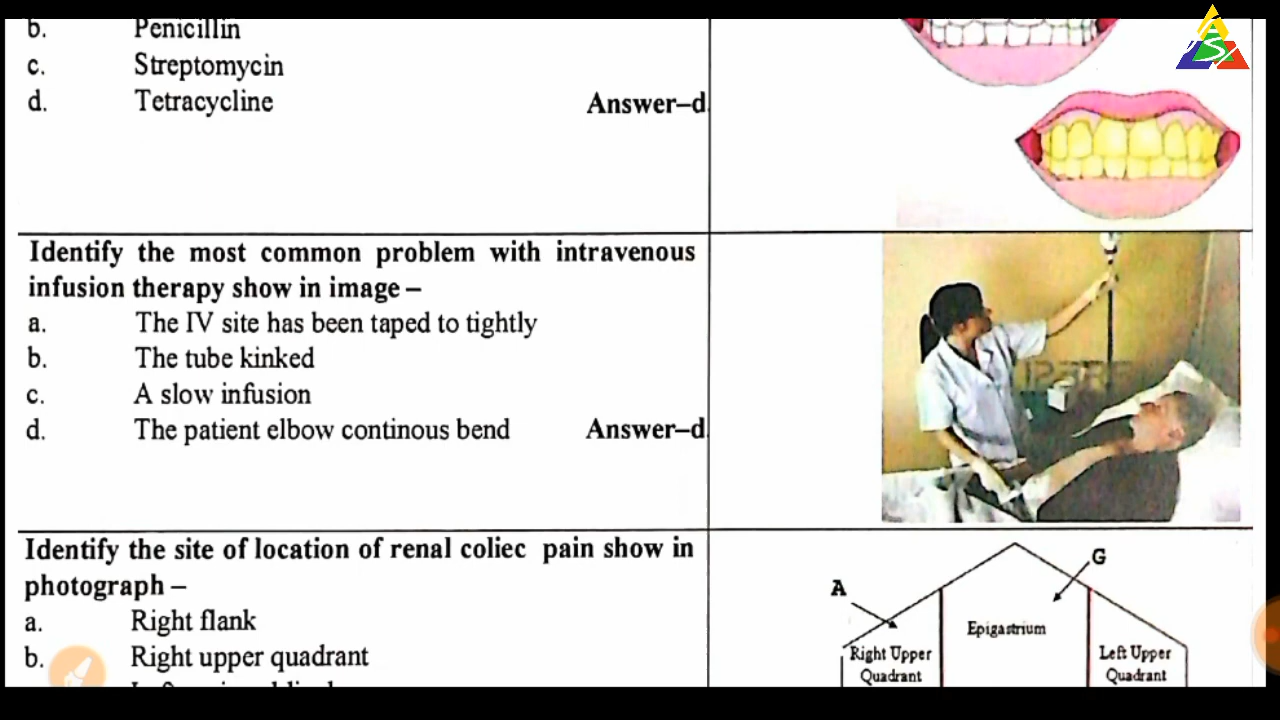 b. Penicillin
c. Streptomycin
d. Tetracycline Answer–d
Identify the most common problem with intravenous
infusion therapy show in image –
a. The IV site has been taped to tightly
b. The tube kinked
c. A slow infusion
d. The patient elbow continous bend Answer–d
Identify the site of location of renal coliec pain show in
photograph –
a. Right flank
b. Right upper quadrant
G
A
Epigastrium
Right Upper
Quadrant
Left Upper
Quadrant
S